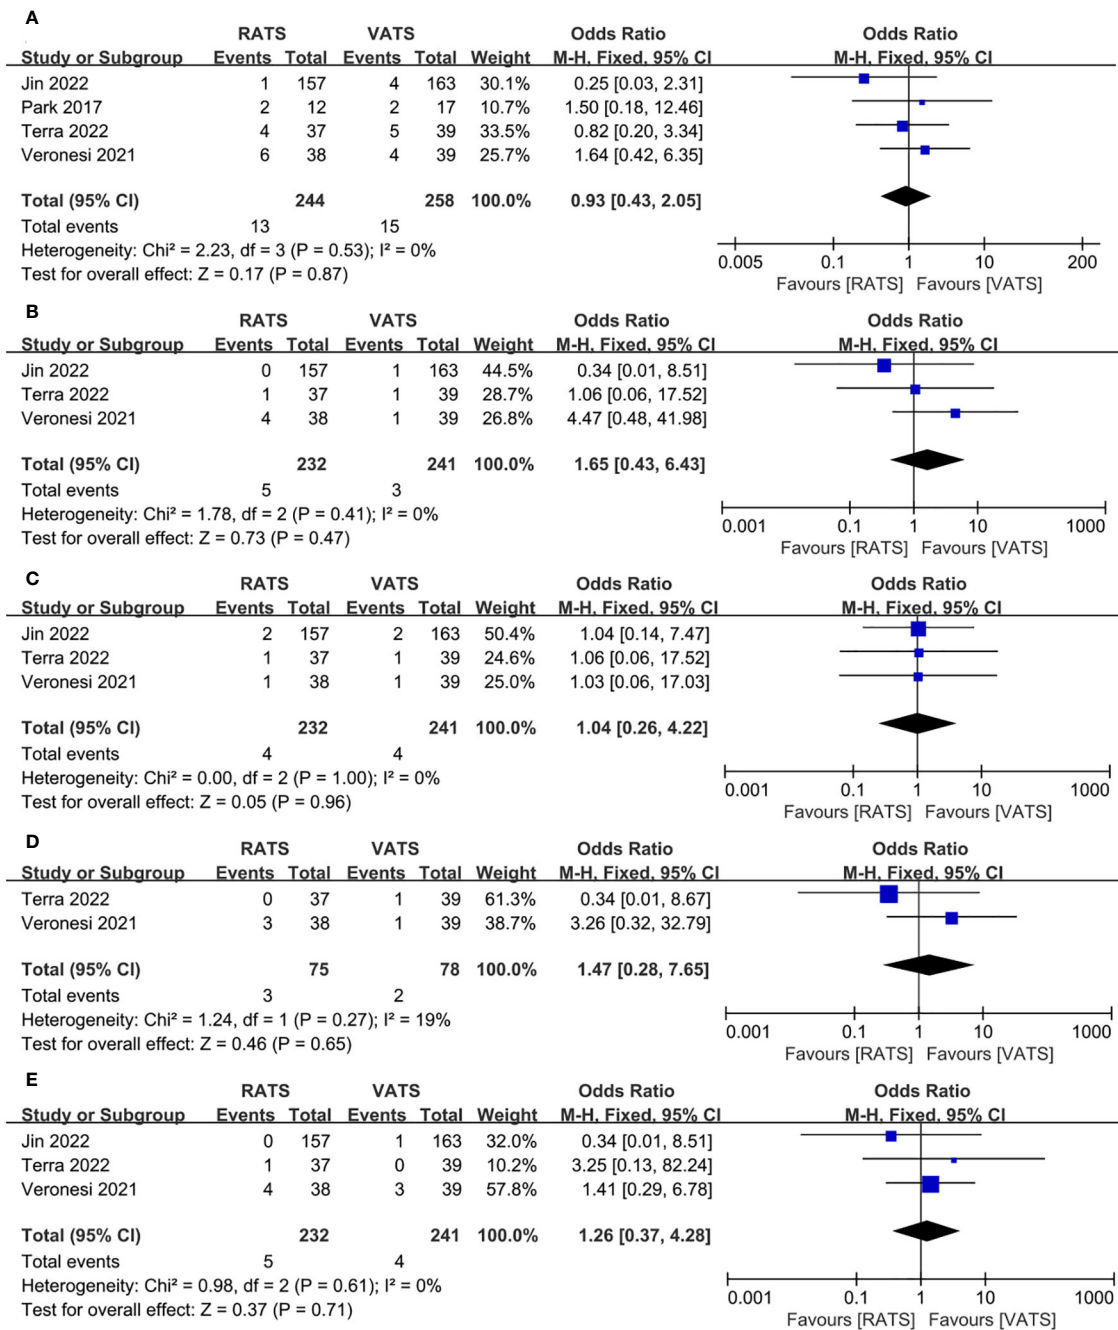 A
RATS VATS Odds Ratio Odds Ratio
Study or Subgroup Events Total Events Total Weight M-H, Fixed, 95% CI M-H, Fixed, 95% CI
Jin 2022 1 157 4 163 30.1% 0.25 [0.03, 2.31]
Park 2017 2 12 2 17 10.7% 1.50 [0.18, 12.46]
Terra 2022 4 37 5 39 33.5% 0.82 [0.20, 3.34]
Veronesi 2021 6 38 4 39 25.7% 1.64 [0.42, 6.35]
Total (95% CI) 244 258 100.0% 0.93 [0.43, 2.05]
Total events 13 15
Heterogeneity: Chi² = 2.23, df = 3 (P = 0.53); I² = 0%
Test for overall effect: Z = 0.17 (P = 0.87)
0.005 0.1 1 10 200
Favours [RATS] Favours [VATS]
B
RATS VATS Odds Ratio Odds Ratio
Study or Subgroup Events Total Events Total Weight M-H, Fixed, 95% CI M-H, Fixed, 95% CI
Jin 2022 0 157 1 163 44.5% 0.34 [0.01, 8.51]
Terra 2022 1 37 1 39 28.7% 1.06 [0.06, 17.52]
Veronesi 2021 4 38 1 39 26.8% 4.47 [0.48, 41.98]
Total (95% CI) 232 241 100.0% 1.65 [0.43, 6.43]
Total events 5 3
Heterogeneity: Chi² = 1.78, df = 2 (P = 0.41); I² = 0%
Test for overall effect: Z = 0.73 (P = 0.47)
0.001 0.1 1 10 1000
Favours [RATS] Favours [VATS]
C
RATS VATS Odds Ratio Odds Ratio
Study or Subgroup Events Total Events Total Weight M-H, Fixed, 95% CI M-H, Fixed, 95% CI
Jin 2022 2 157 2 163 50.4% 1.04 [0.14, 7.47]
Terra 2022 1 37 1 39 24.6% 1.06 [0.06, 17.52]
Veronesi 2021 1 38 1 39 25.0% 1.03 [0.06, 17.03]
Total (95% CI) 232 241 100.0% 1.04 [0.26, 4.22]
Total events 4 4
Heterogeneity: Chi² = 0.00, df = 2 (P = 1.00); I² = 0%
Test for overall effect: Z = 0.05 (P = 0.96)
0.001 0.1 1 10 1000
Favours [RATS] Favours [VATS]
D
RATS VATS Odds Ratio Odds Ratio
Study or Subgroup Events Total Events Total Weight M-H, Fixed, 95% CI M-H, Fixed, 95% CI
Terra 2022 0 37 1 39 61.3% 0.34 [0.01, 8.67]
Veronesi 2021 3 38 1 39 38.7% 3.26 [0.32, 32.79]
Total (95% CI) 75 78 100.0% 1.47 [0.28, 7.65]
Total events 3 2
Heterogeneity: Chi² = 1.24, df = 1 (P = 0.27); I² = 19%
Test for overall effect: Z = 0.46 (P = 0.65)
0.001 0.1 1 10 1000
Favours [RATS] Favours [VATS]
E
RATS VATS Odds Ratio Odds Ratio
Study or Subgroup Events Total Events Total Weight M-H, Fixed, 95% CI M-H, Fixed, 95% CI
Jin 2022 0 157 1 163 32.0% 0.34 [0.01, 8.51]
Terra 2022 1 37 0 39 10.2% 3.25 [0.13, 82.24]
Veronesi 2021 4 38 3 39 57.8% 1.41 [0.29, 6.78]
Total (95% CI) 232 241 100.0% 1.26 [0.37, 4.28]
Total events 5 4
Heterogeneity: Chi² = 0.98, df = 2 (P = 0.61); I² = 0%
Test for overall effect: Z = 0.37 (P = 0.71)
0.001 0.1 1 10 1000
Favours [RATS] Favours [VATS]